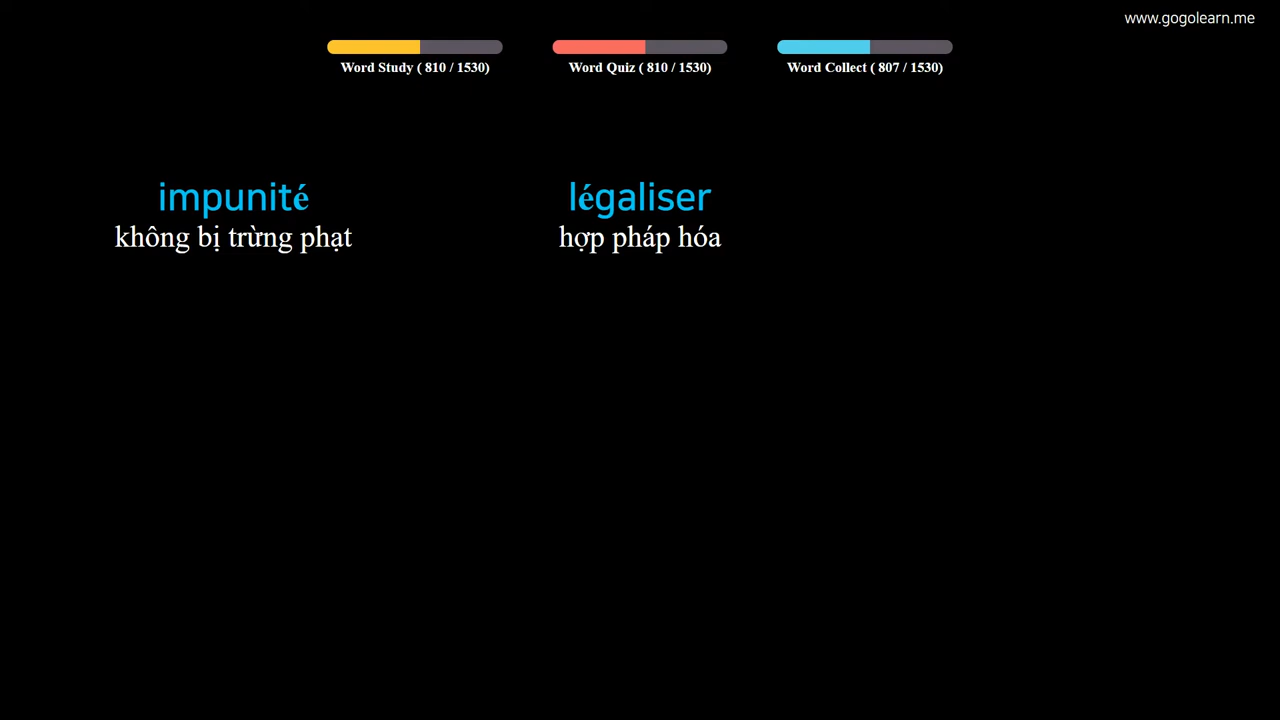 www.gogolearn.me
Word Study ( 810 / 1530)
Word Quiz ( 810 / 1530)
Word Collect ( 807 / 1530)
impunité
không bị trừng phạt
légaliser
hợp pháp hóa